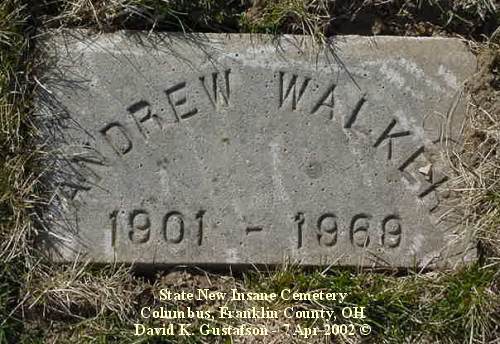 ANDREW WALKER
1901 - 1969
State New Insane Cemetery
Columbus, Franklin County, OH
David K. Gustafson - 7 Apr 2002 ©